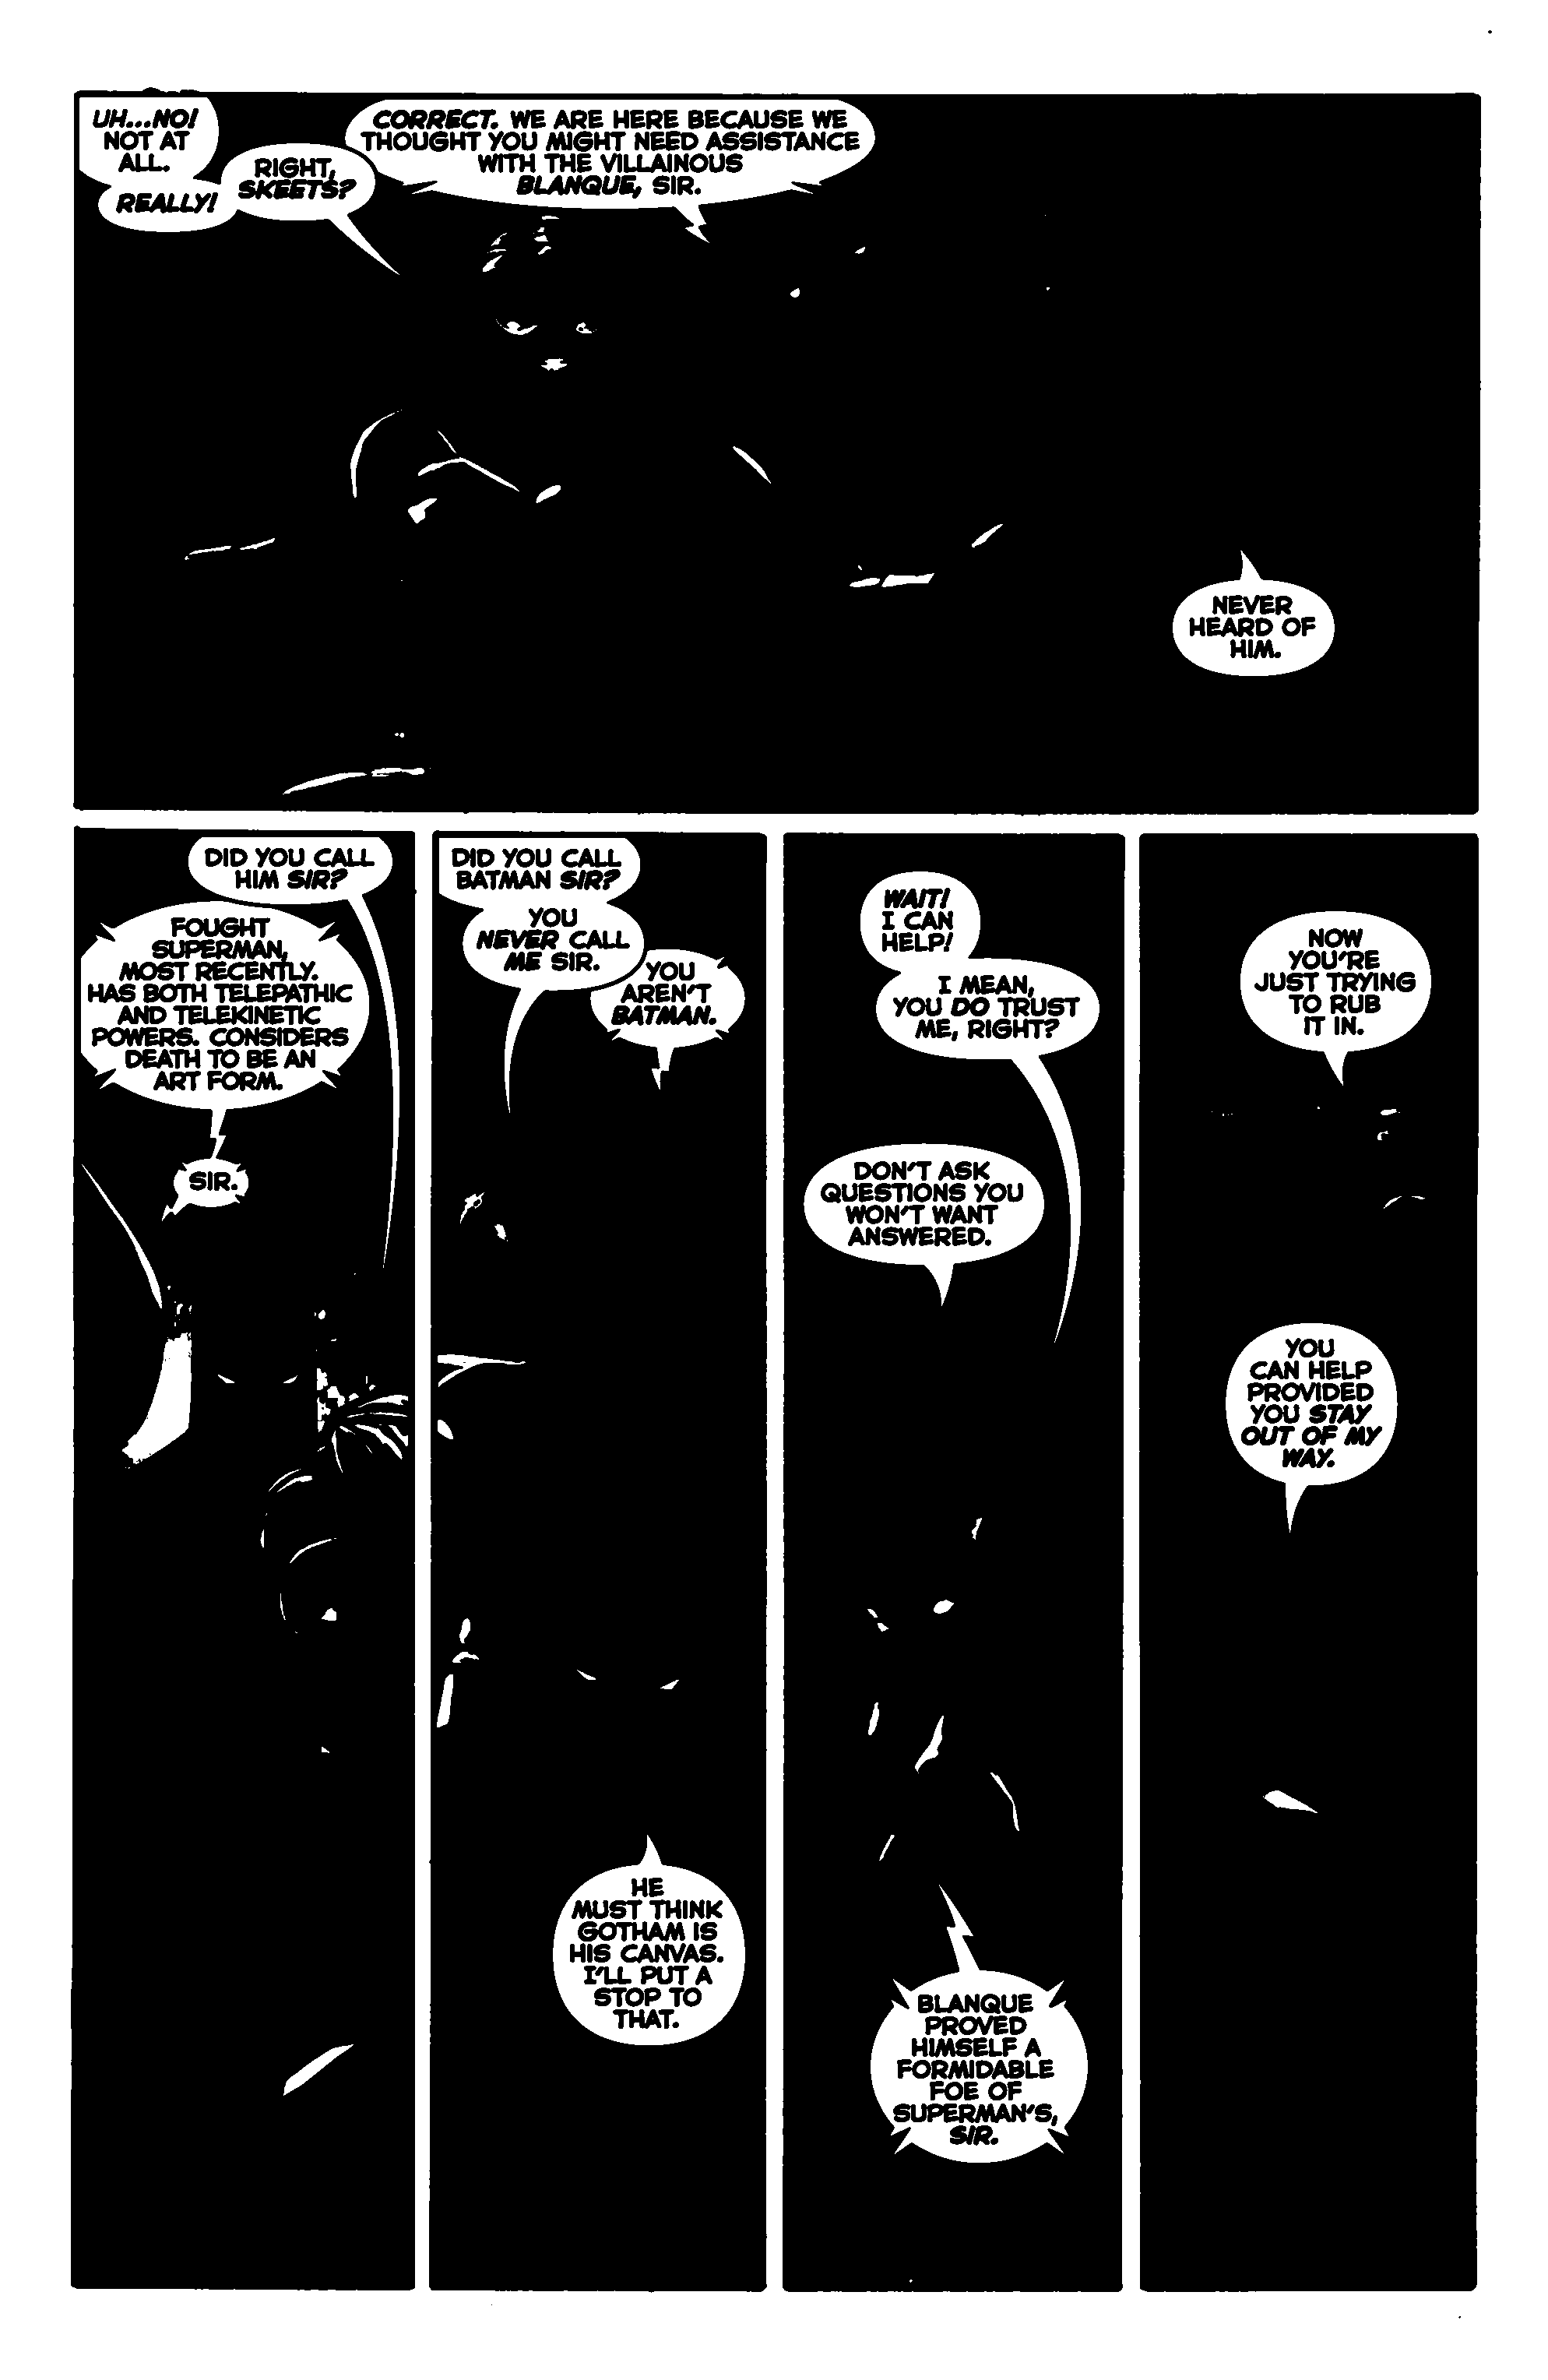 UH...NO!
NOT AT
ALL.
REALLY!
RIGHT,
SKEETS?
CORRECT. WE ARE HERE BECAUSE WE
THOUGHT YOU MIGHT NEED ASSISTANCE
WITH THE VILLAINOUS
BLANQUE, SIR.
NEVER
HEARD OF
HIM.
DID YOU CALL
HIM SIR?
FOUGHT
SUPERMAN,
MOST RECENTLY.
HAS BOTH TELEPATHIC
AND TELEKINETIC
POWERS. CONSIDERS
DEATH TO BE AN
ART FORM.
SIR.
DID YOU CALL
BATMAN SIR?
YOU
NEVER CALL
ME SIR.
YOU
AREN'T
BATMAN.
HE
MUST THINK
GOTHAM IS
HIS CANVAS.
I'LL PUT A
STOP TO
THAT.
WAIT!
I CAN
HELP!
I MEAN,
YOU DO TRUST
ME, RIGHT?
DON'T ASK
QUESTIONS YOU
WON'T WANT
ANSWERED.
BLANQUE
PROVED
HIMSELF A
FORMIDABLE
FOE OF
SUPERMAN'S,
SIR.
NOW
YOU'RE
JUST TRYING
TO RUB
IT IN.
YOU
CAN HELP
PROVIDED
YOU STAY
OUT OF MY
WAY.